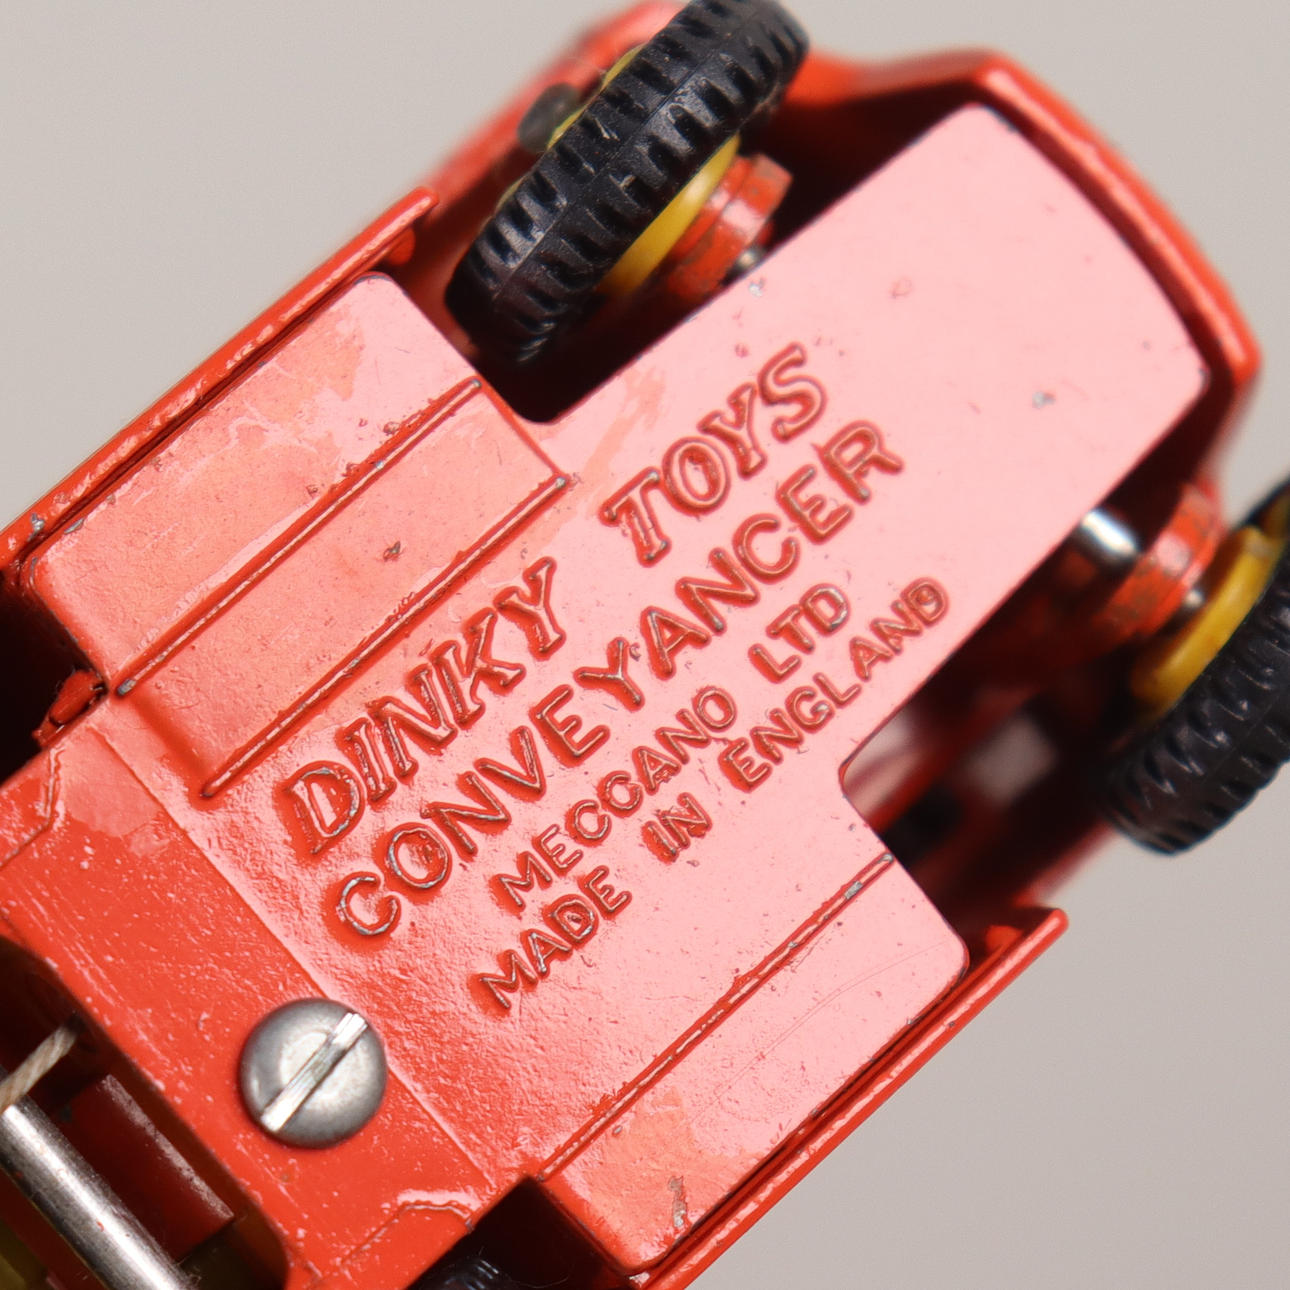 DINKY TOYS
CONVEYANCER
MECCANO LTD
MADE IN ENGLAND